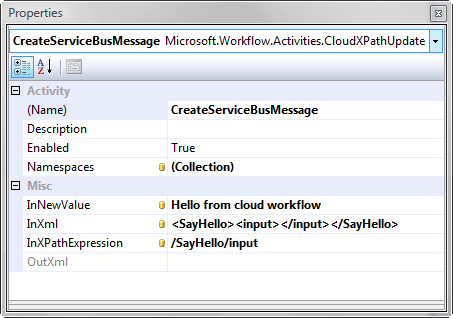 Properties
CreateServiceBusMessage Microsoft.Workflow.Activities.CloudXPathUpdate
Activity
(Name) CreateServiceBusMessage
Description
Enabled True
Namespaces (Collection)
Misc
InNewValue Hello from cloud workflow
InXml <SayHello><input></input></SayHello>
InXPathExpression /SayHello/input
OutXml